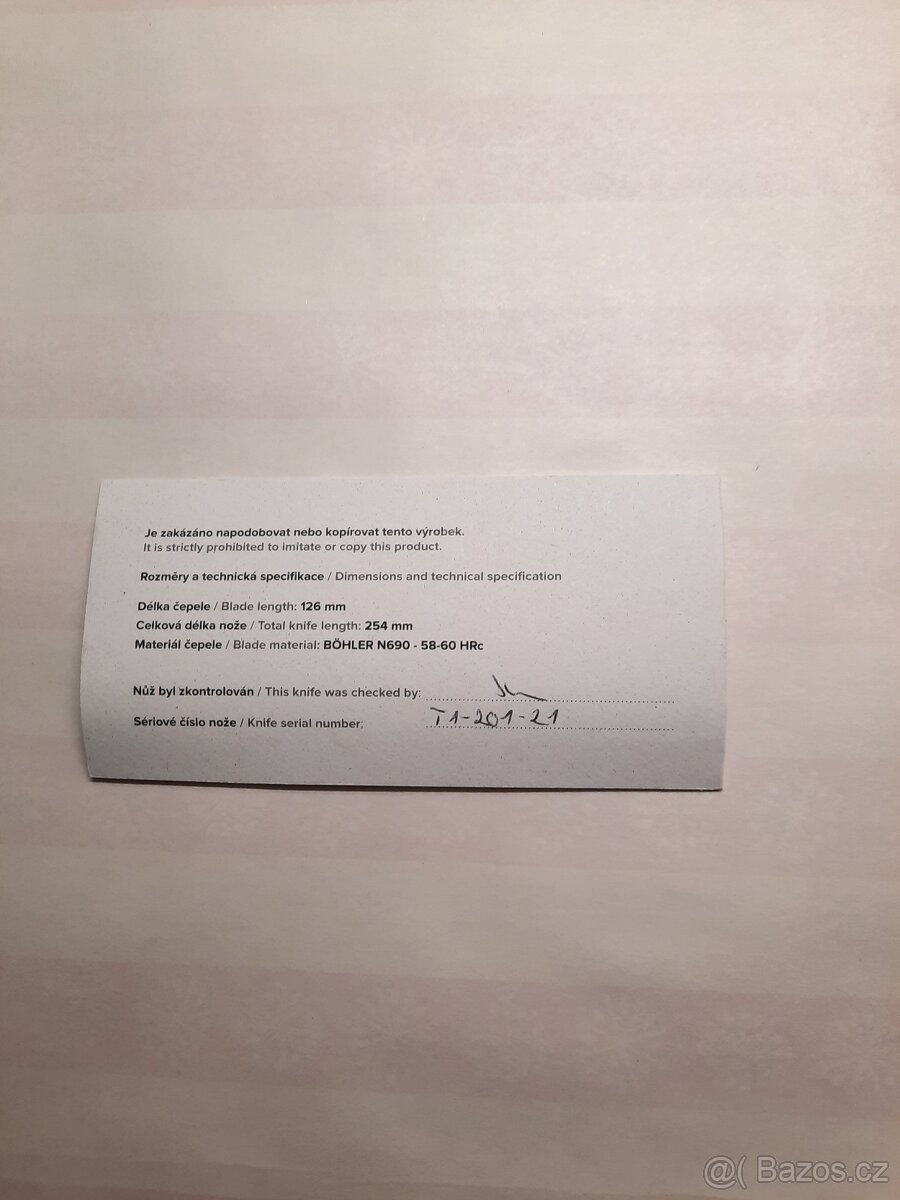 Je zakázáno napodobovat nebo kopírovat tento výrobek.
It is strictly prohibited to imitate or copy this product.
Rozměry a technická specifikace / Dimensions and technical specification
Délka čepele / Blade length: 126 mm
Celková délka nože / Total knife length: 254 mm
Materiál čepele / Blade material: BÖHLER N690 - 58-60 HRc
Nůž byl zkontrolován / This knife was checked by:
Sériové číslo nože / Knife serial number: T1-201-21
@( Bazos.cz